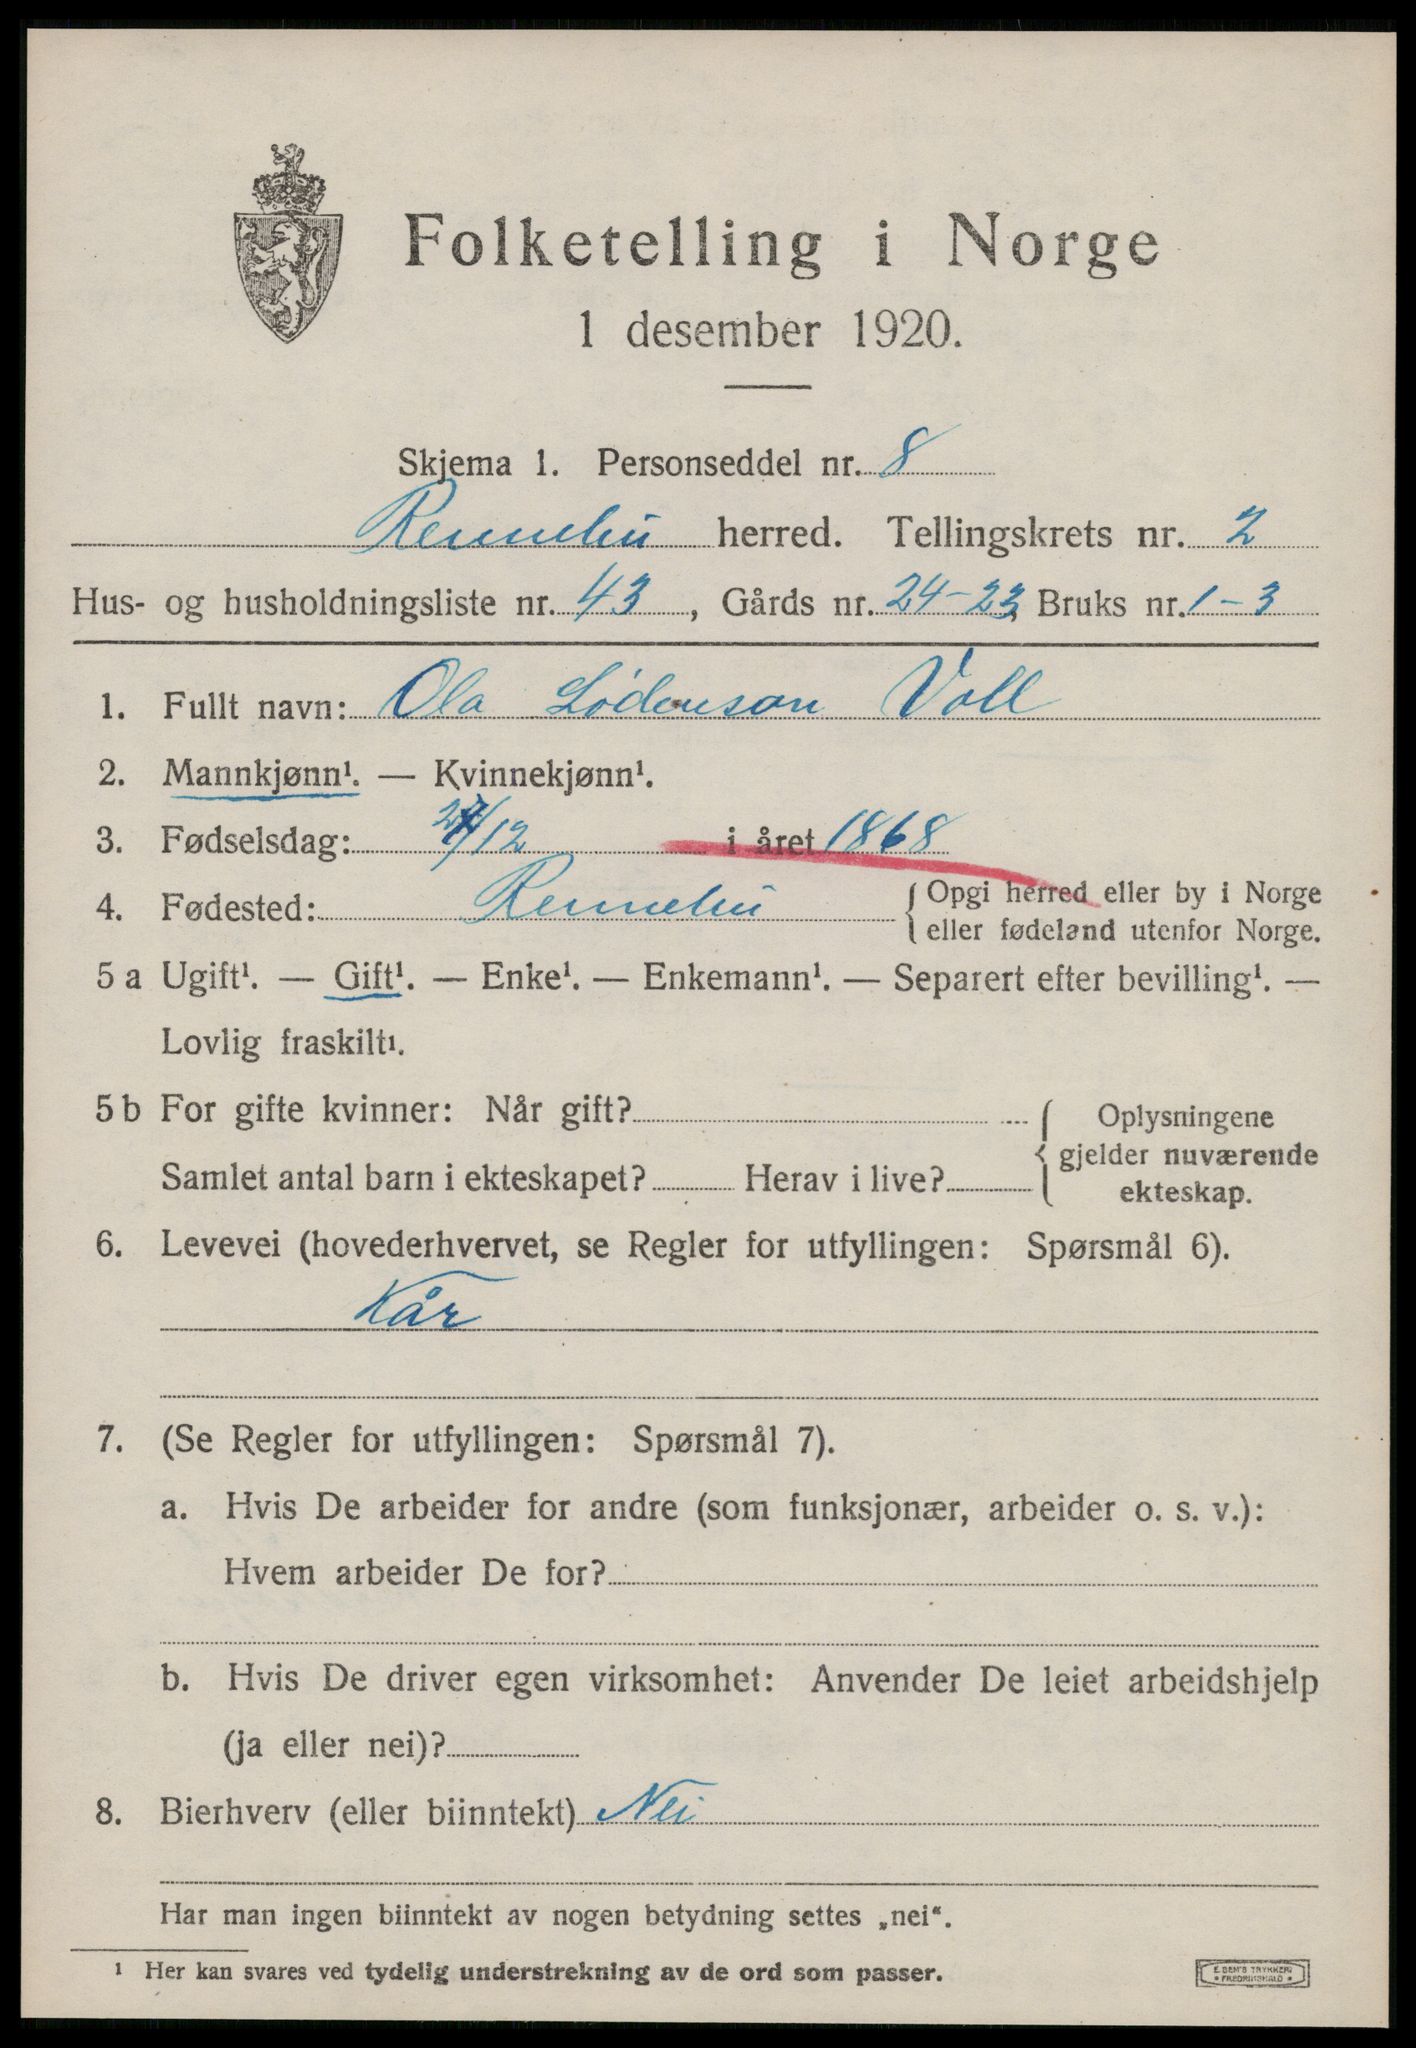 Folketelling i Norge
1 desember 1920.
Skjema 1. Personseddel nr. 8
Rennebu herred. Tellingskrets nr. 2
Hus- og husholdningsliste nr. 43, Gårds nr. 24-23, Bruks nr. 1-3
1. Fullt navn: Ola Lødenson Voll
2. Mannkjønn¹. — Kvinnekjønn¹.
3. Fødselsdag: 27/12 i året 1868
4. Fødested: Rennebu { Opgi herred eller by i Norge
eller fødeland utenfor Norge.
5 a Ugift¹. — Gift¹. — Enke¹. — Enkemann¹. — Separert efter bevilling¹. —
Lovlig fraskilt¹.
5 b For gifte kvinner: Når gift? { Oplysningene
gjelder nuværende
Samlet antal barn i ekteskapet? Herav i live?
ekteskap.
6. Levevei (hovederhvervet, se Regler for utfyllingen: Spørsmål 6).
Kår
7. (Se Regler for utfyllingen: Spørsmål 7).
a. Hvis De arbeider for andre (som funksjonær, arbeider o. s. v.):
Hvem arbeider De for?
b. Hvis De driver egen virksomhet: Anvender De leiet arbeidshjelp
(ja eller nei)?
8. Bierhverv (eller biinntekt) Nei
Har man ingen biinntekt av nogen betydning settes „nei“.
¹ Her kan svares ved tydelig understrekning av de ord som passer.
E. SEM'S TRYKKERI
• FREDRIKSHALD •